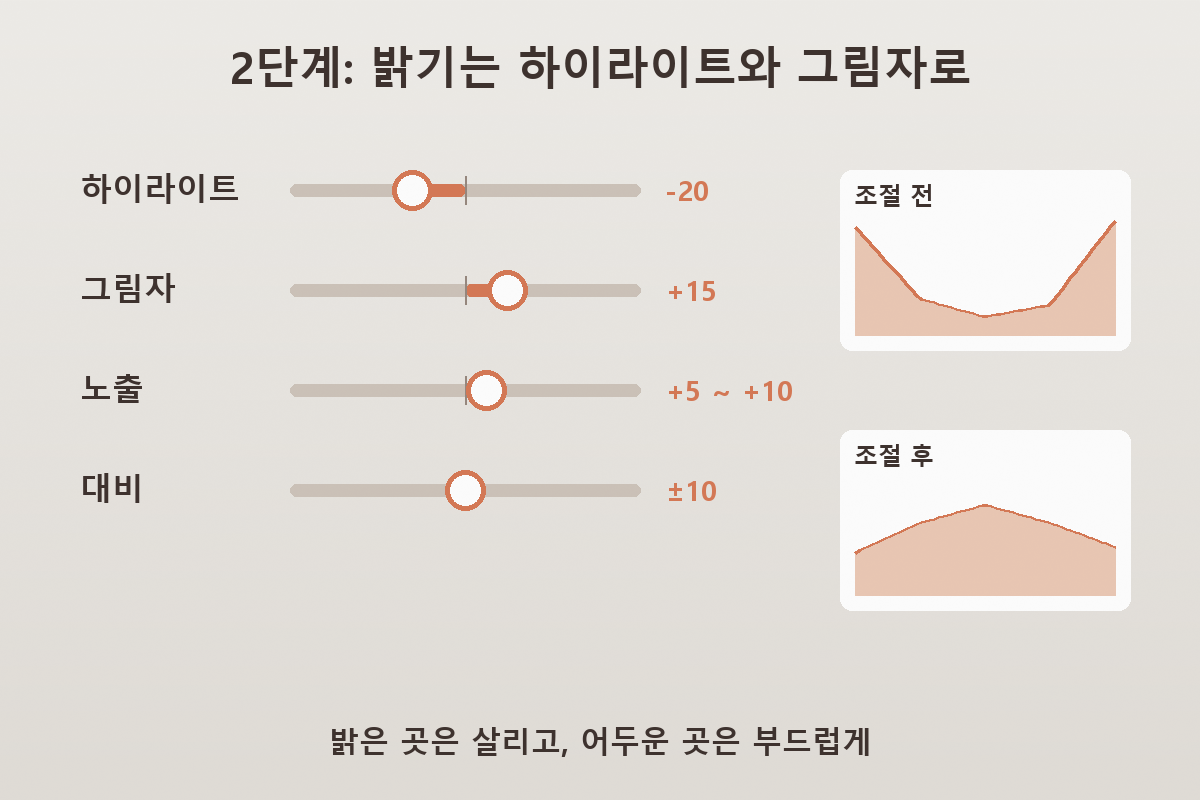 2단계: 밝기는 하이라이트와 그림자로
하이라이트
-20
그림자
+15
노출
+5 ~ +10
대비
±10
조절 전
조절 후
밝은 곳은 살리고, 어두운 곳은 부드럽게